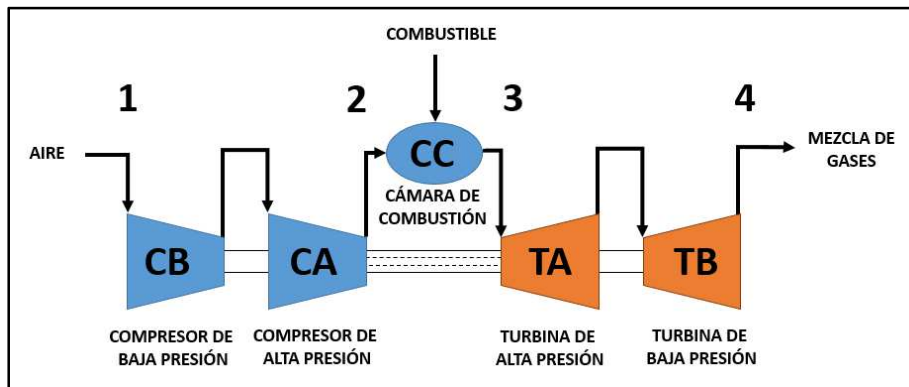 COMBUSTIBLE
1
2
3
4
AIRE
CC
MEZCLA DE
GASES
CÁMARA DE
COMBUSTIÓN
CB
CA
TA
TB
COMPRESOR DE
BAJA PRESIÓN
COMPRESOR DE
ALTA PRESIÓN
TURBINA DE
ALTA PRESIÓN
TURBINA DE
BAJA PRESIÓN